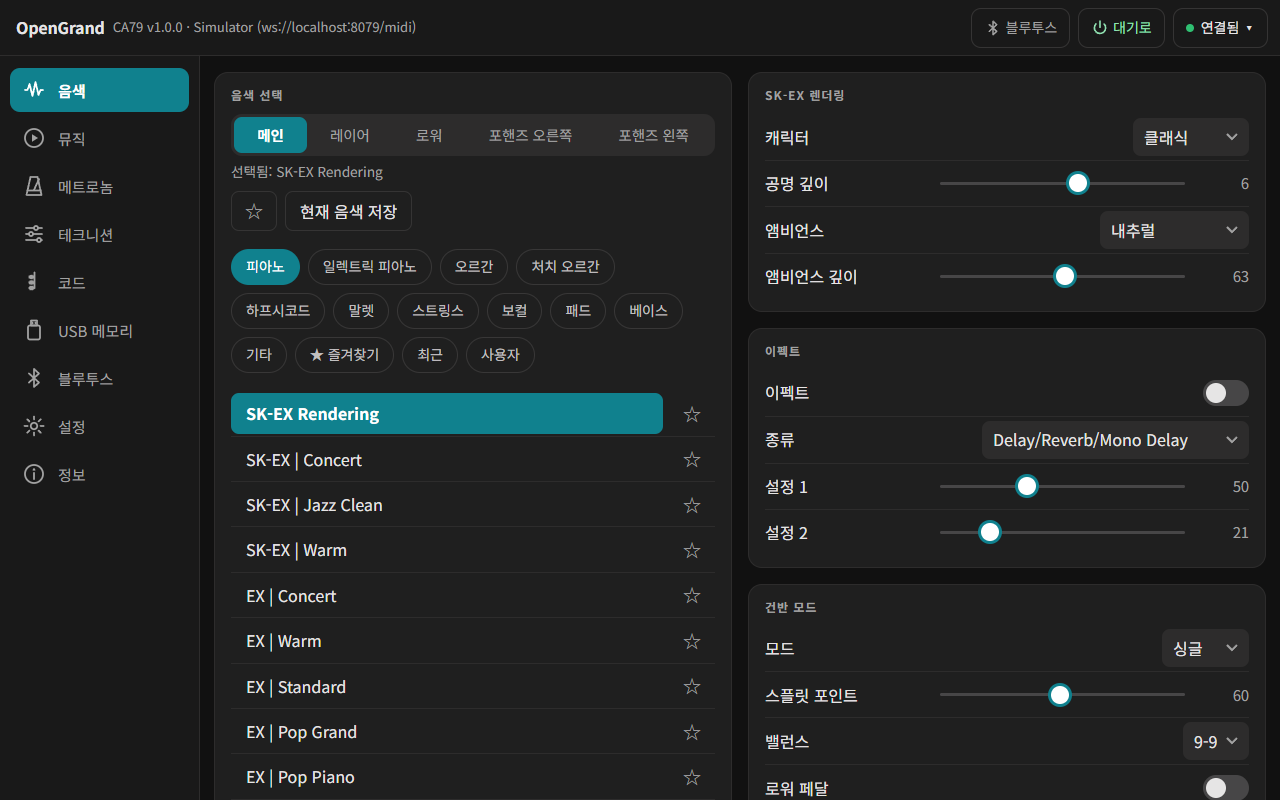 OpenGrand CA79 v1.0.0 · Simulator (ws://localhost:8079/midi)
블루투스
대기로
연결됨 ▾
음색
뮤직
메트로놈
테크니션
코드
USB 메모리
블루투스
설정
정보
음색 선택
메인 레이어 로워 포핸즈 오른쪽 포핸즈 왼쪽
선택됨: SK-EX Rendering
☆ 현재 음색 저장
피아노 일렉트릭 피아노 오르간 처치 오르간
하프시코드 말렛 스트링스 보컬 패드 베이스
기타 ★ 즐겨찾기 최근 사용자
SK-EX Rendering ☆
SK-EX | Concert ☆
SK-EX | Jazz Clean ☆
SK-EX | Warm ☆
EX | Concert ☆
EX | Warm ☆
EX | Standard ☆
EX | Pop Grand ☆
EX | Pop Piano ☆
SK-EX 렌더링
캐릭터 클래식
공명 깊이 6
앰비언스 내추럴
앰비언스 깊이 63
이펙트
이펙트
종류 Delay/Reverb/Mono Delay
설정 1 50
설정 2 21
건반 모드
모드 싱글
스플릿 포인트 60
밸런스 9-9
로워 페달